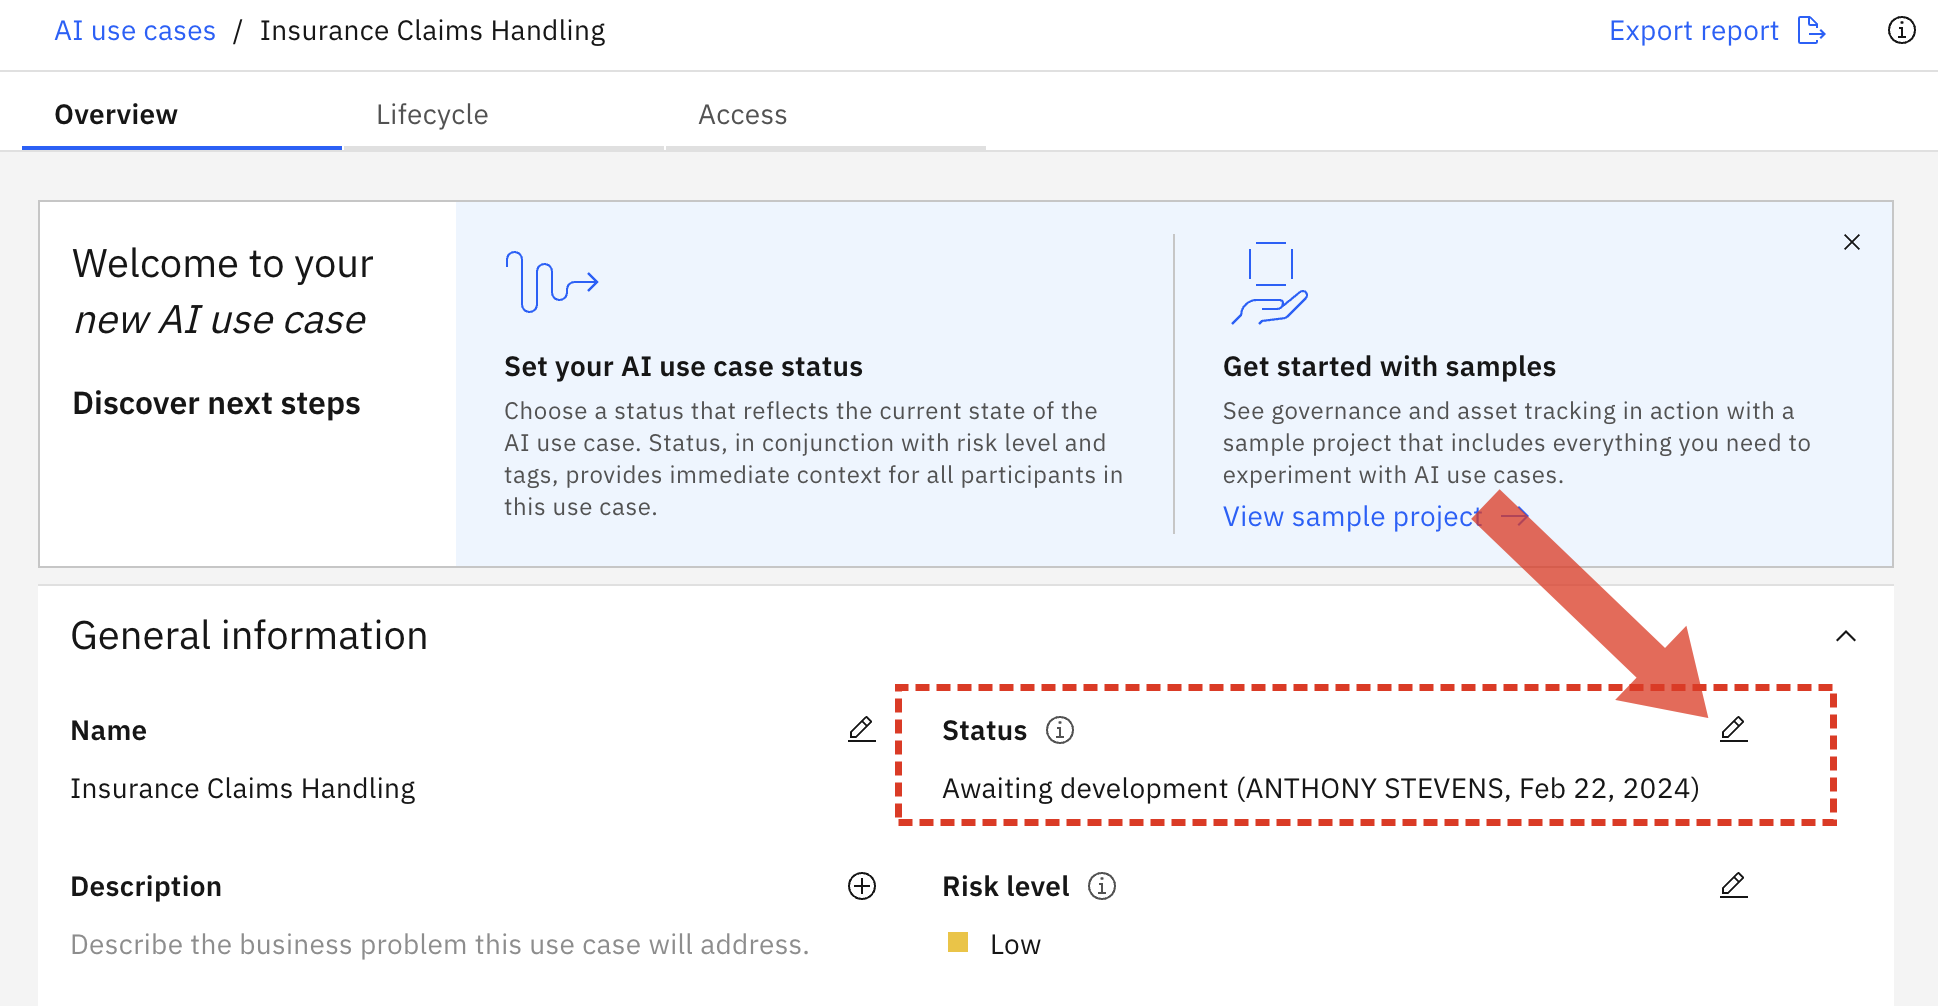 AI use cases / Insurance Claims Handling
Export report
Overview
Lifecycle
Access
Welcome to your
new AI use case
Discover next steps
Set your AI use case status
Choose a status that reflects the current state of the
AI use case. Status, in conjunction with risk level and
tags, provides immediate context for all participants in
this use case.
Get started with samples
See governance and asset tracking in action with a
sample project that includes everything you need to
experiment with AI use cases.
View sample project
General information
Name
Insurance Claims Handling
Status
Awaiting development (ANTHONY STEVENS, Feb 22, 2024)
Description
Describe the business problem this use case will address.
Risk level
Low